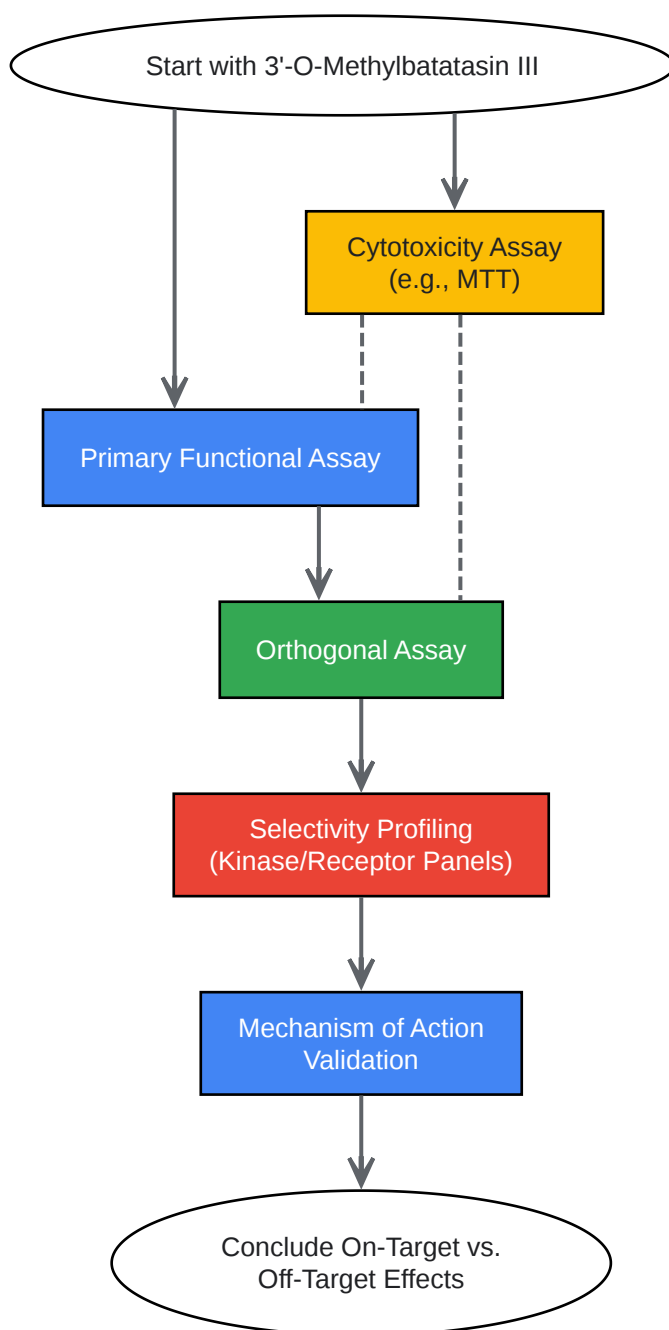 Start with 3'-O-Methylbatatasin III
Cytotoxicity Assay
(e.g., MTT)
Primary Functional Assay
Orthogonal Assay
Selectivity Profiling
(Kinase/Receptor Panels)
Mechanism of Action
Validation
Conclude On-Target vs.
Off-Target Effects